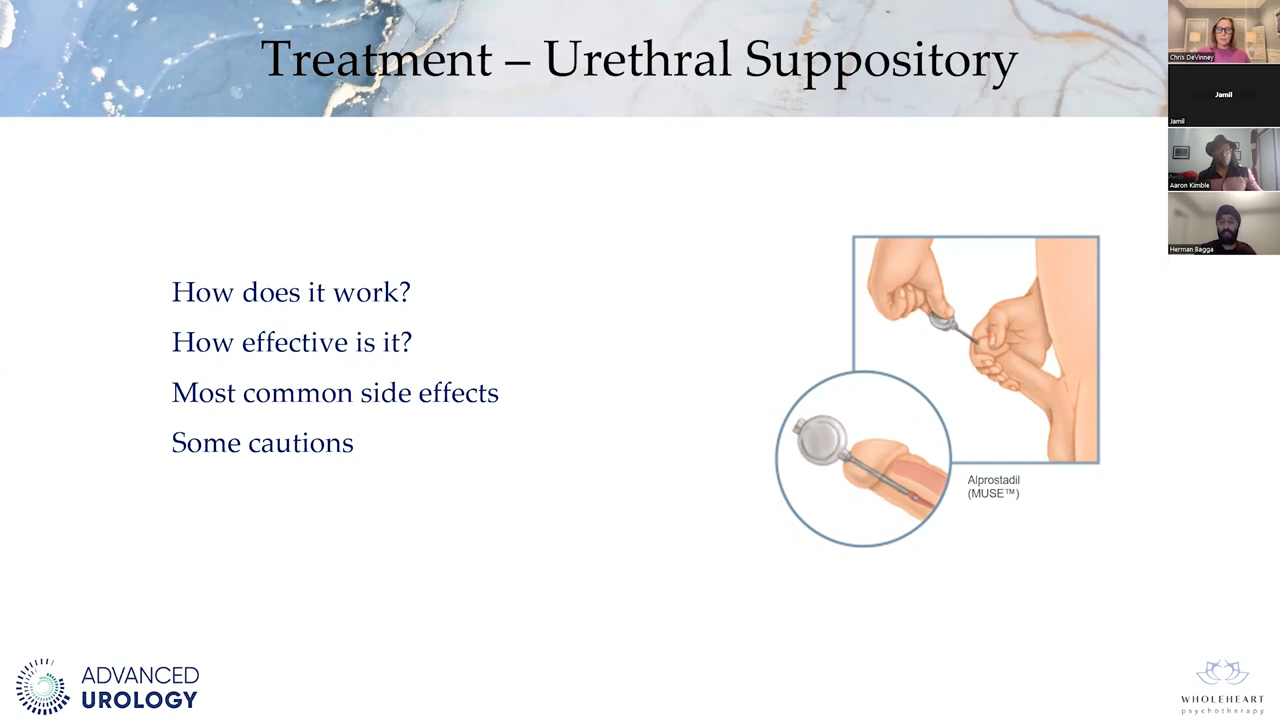 Treatment – Urethral Suppository
How does it work?
How effective is it?
Most common side effects
Some cautions
Alprostadil
(MUSE™)
ADVANCED
UROLOGY
WHOLEHEART
psychotherapy
Chris DeVinney
Jamil
Jamil
Aaron Kimble
Herman Bagga